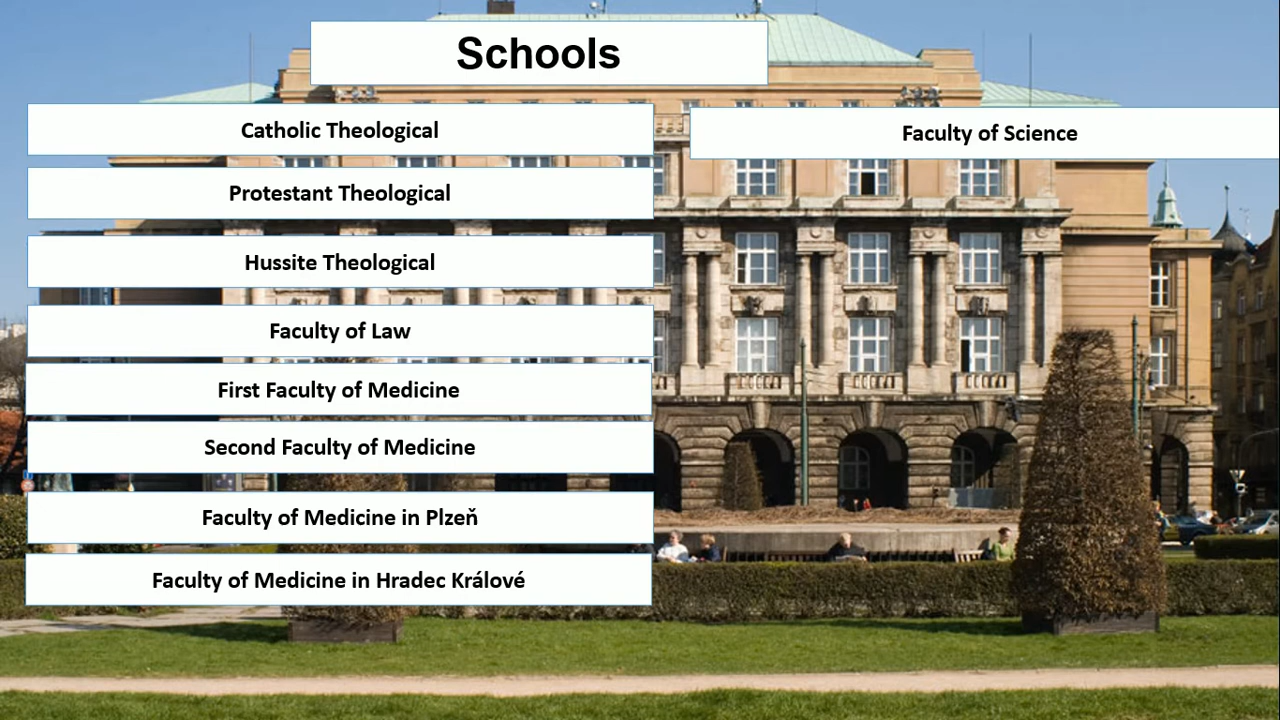 Schools
Catholic Theological
Protestant Theological
Hussite Theological
Faculty of Law
First Faculty of Medicine
Second Faculty of Medicine
Faculty of Medicine in Plzeň
Faculty of Medicine in Hradec Králové
Faculty of Science